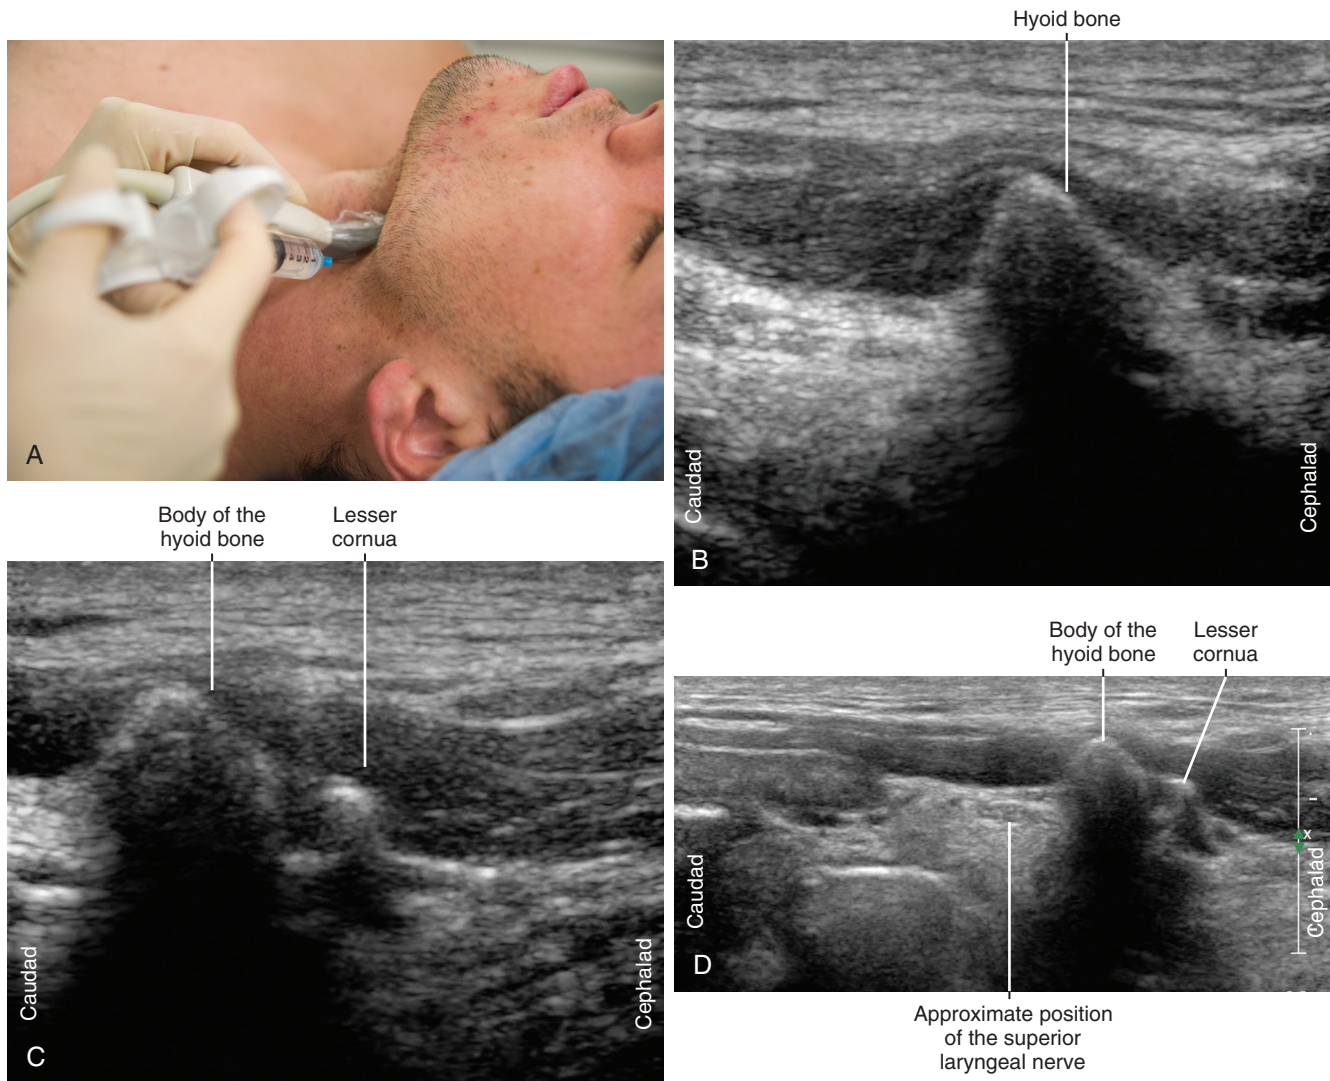 Hyoid bone
A
Caudad
Cephalad
B
Body of the
hyoid bone
Lesser
cornua
Caudad
Cephalad
C
Body of the
hyoid bone
Lesser
cornua
x
Caudad
Cephalad
D
Approximate position
of the superior
laryngeal nerve